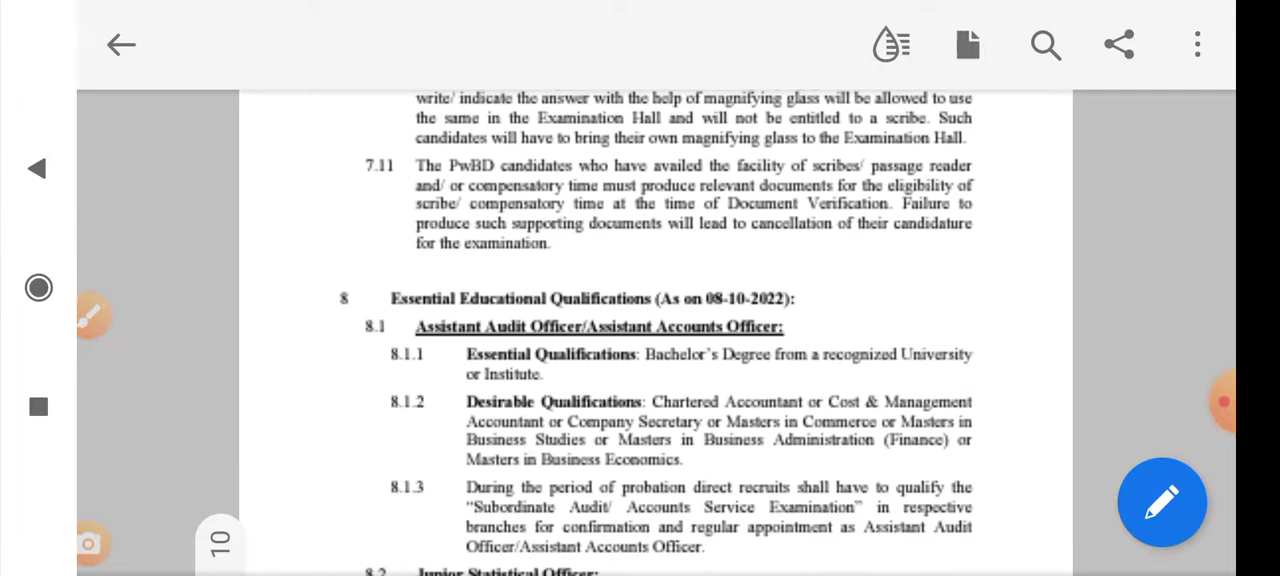 write/ indicate the answer with the help of magnifying glass will be allowed to use
the same in the Examination Hall and will not be entitled to a scribe. Such
candidates will have to bring their own magnifying glass to the Examination Hall.
7.11 The PwBD candidates who have availed the facility of scribes/ passage reader
and/ or compensatory time must produce relevant documents for the eligibility of
scribe/ compensatory time at the time of Document Verification. Failure to
produce such supporting documents will lead to cancellation of their candidature
for the examination.
8 Essential Educational Qualifications (As on 08-10-2022):
8.1 Assistant Audit Officer/Assistant Accounts Officer:
8.1.1 Essential Qualifications: Bachelor's Degree from a recognized University
or Institute.
8.1.2 Desirable Qualifications: Chartered Accountant or Cost & Management
Accountant or Company Secretary or Masters in Commerce or Masters in
Business Studies or Masters in Business Administration (Finance) or
Masters in Business Economics.
8.1.3 During the period of probation direct recruits shall have to qualify the
"Subordinate Audit/ Accounts Service Examination" in respective
branches for confirmation and regular appointment as Assistant Audit
Officer/Assistant Accounts Officer.
10
8.2 Junior Statistical Officer: